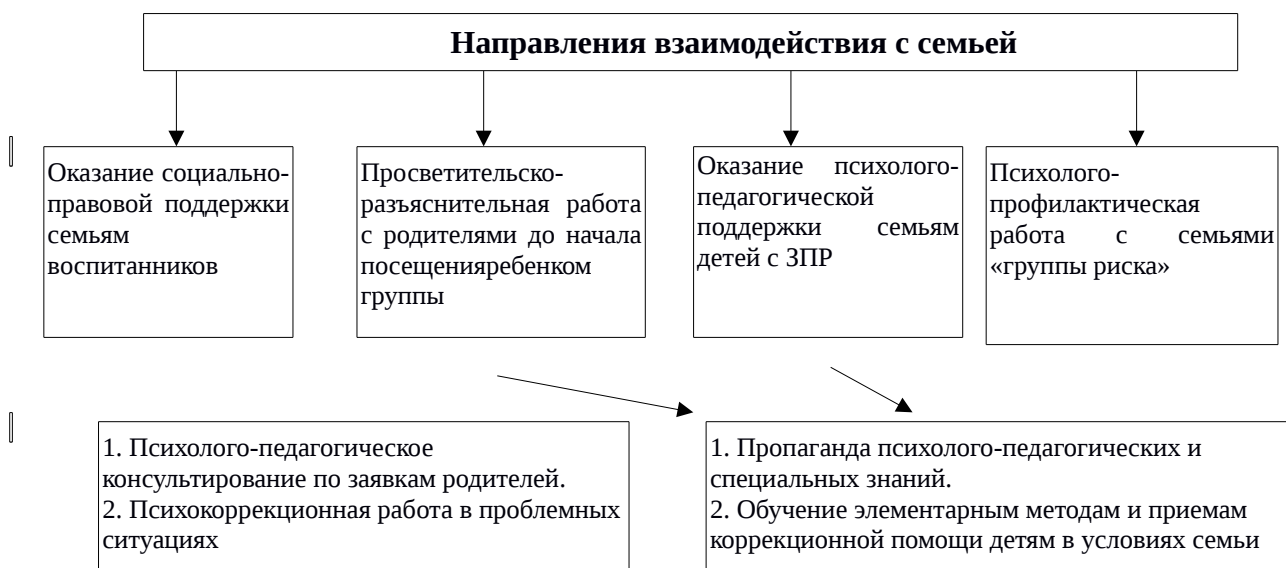 Направления взаимодействия с семьей
Оказание социально-
правовой поддержки
семьям
воспитанников
Просветительско-
разъяснительная работа
с родителями до начала
посещенияребенком
группы
Оказание психолого-
педагогической
поддержки семьям
детей с ЗПР
Психолого-
профилактическая
работа с семьями
«группы риска»
1. Психолого-педагогическое
консультирование по заявкам родителей.
2. Психокоррекционная работа в проблемных
ситуациях
1. Пропаганда психолого-педагогических и
специальных знаний.
2. Обучение элементарным методам и приемам
коррекционной помощи детям в условиях семьи